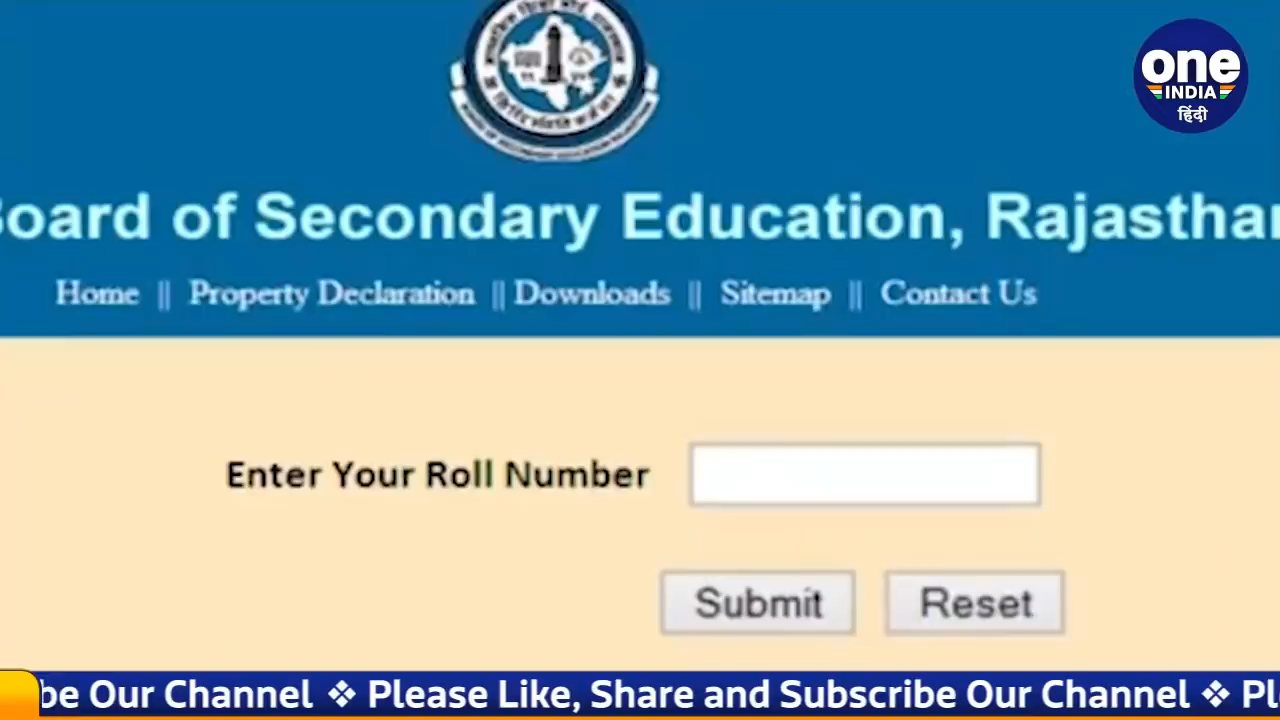 one
INDIA
हिंदी
Board of Secondary Education, Rajasthan
Home || Property Declaration || Downloads || Sitemap || Contact Us
Enter Your Roll Number
Submit Reset
be Our Channel ❖ Please Like, Share and Subscribe Our Channel ❖ Pl